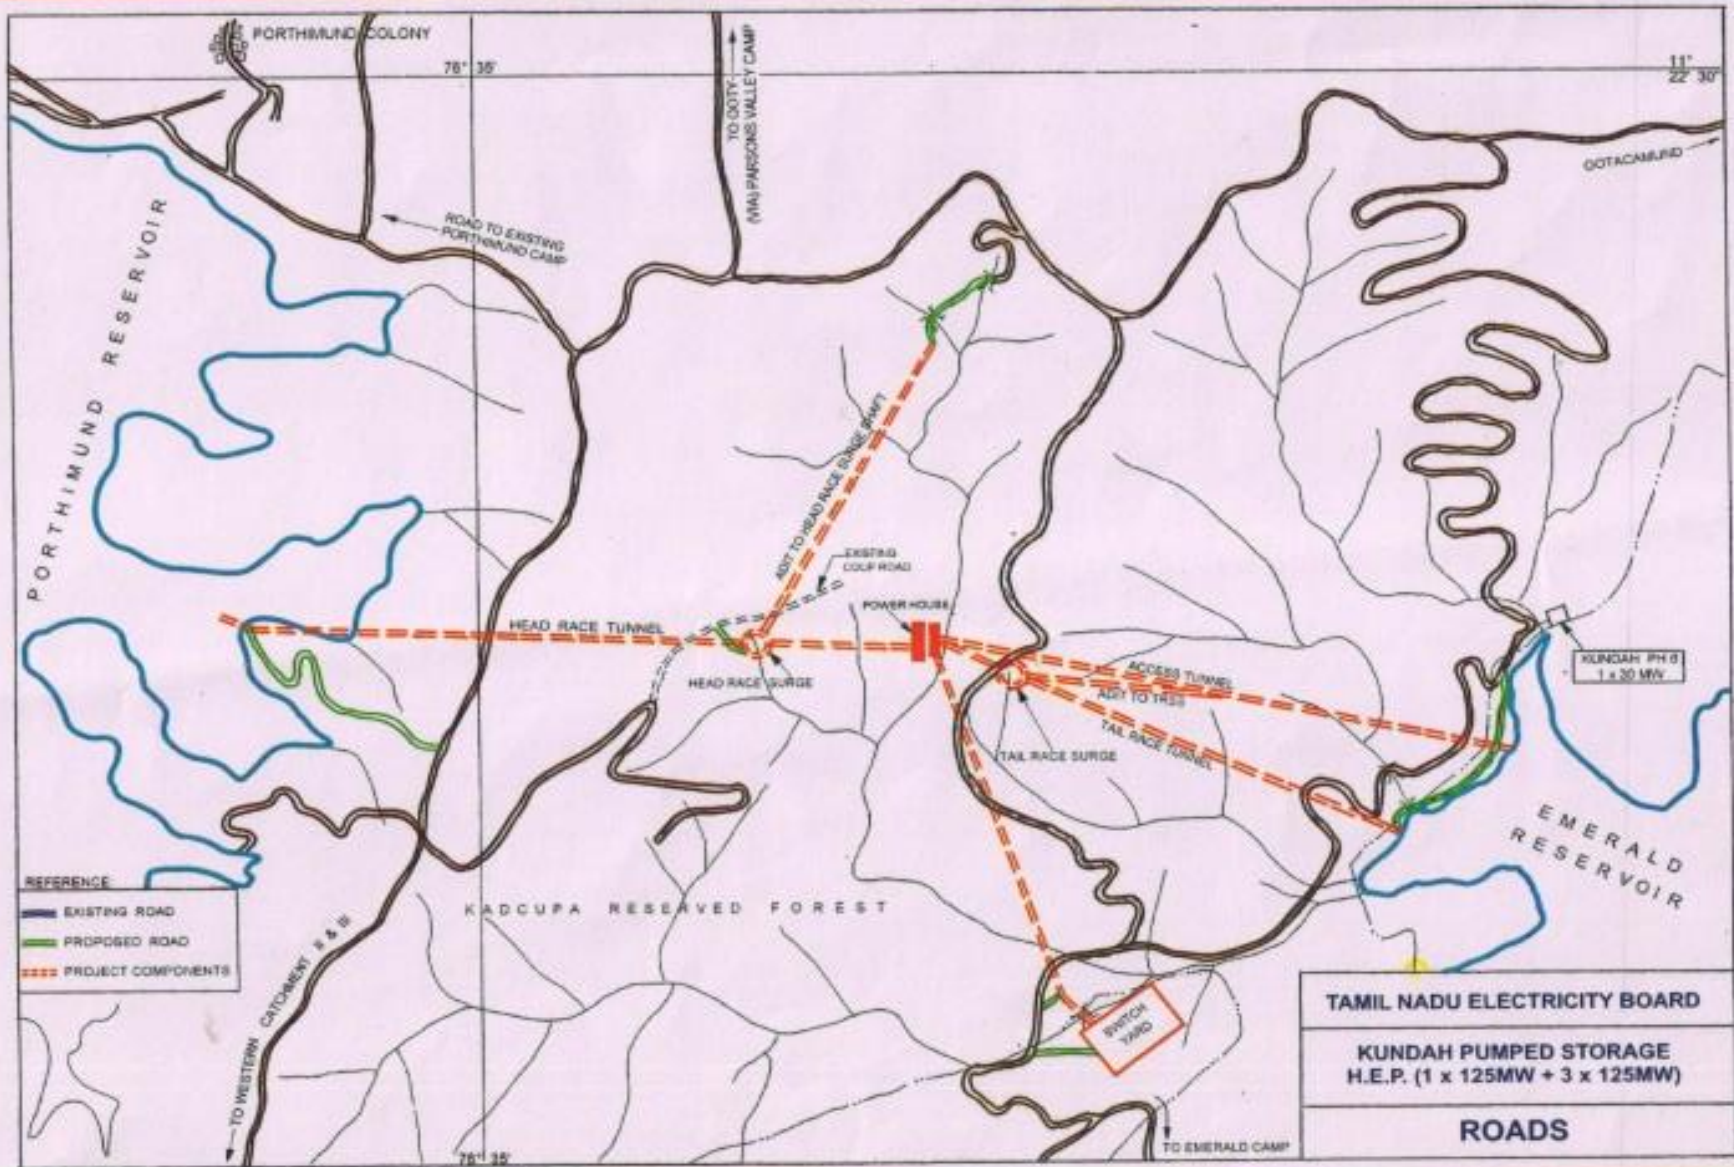 PORTHIMUND COLONY
76° 35'
TO OOTY
(VIA) PARSONS VALLEY CAMP
11°
22' 30"
OOTACAMUND
ROAD TO EXISTING
PORTHIMUND CAMP
PORTHIMUND RESERVOIR
ADIT TO HEAD RACE SURGE SHAFT
EXISTING
COUP ROAD
POWER HOUSE
HEAD RACE TUNNEL
HEAD RACE SURGE
ACCESS TUNNEL
ADIT TO TRSS
TAIL RACE TUNNEL
TAIL RACE SURGE
KUNDAH PH 6
1 x 30 MW
EMERALD
RESERVOIR
REFERENCE:
EXISTING ROAD
PROPOSED ROAD
PROJECT COMPONENTS
KADCUPA RESERVED FOREST
TO WESTERN CATCHMENT II & III
SWITCH
YARD
TO EMERALD CAMP
76° 35'
TAMIL NADU ELECTRICITY BOARD
KUNDAH PUMPED STORAGE
H.E.P. (1 x 125MW + 3 x 125MW)
ROADS